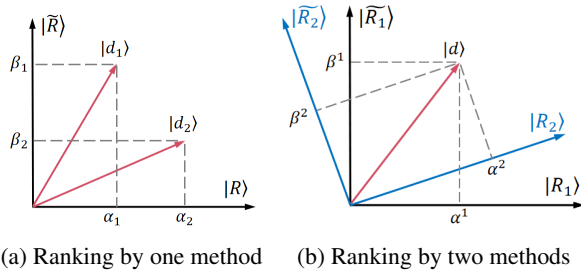 |R̃⟩
|d₁⟩
β₁
|d₂⟩
β₂
|R⟩
α₁ α₂
(a) Ranking by one method
|R̃₂⟩ |R̃₁⟩
β¹ |d⟩
β²
|R₂⟩
α²
|R₁⟩
α¹
(b) Ranking by two methods